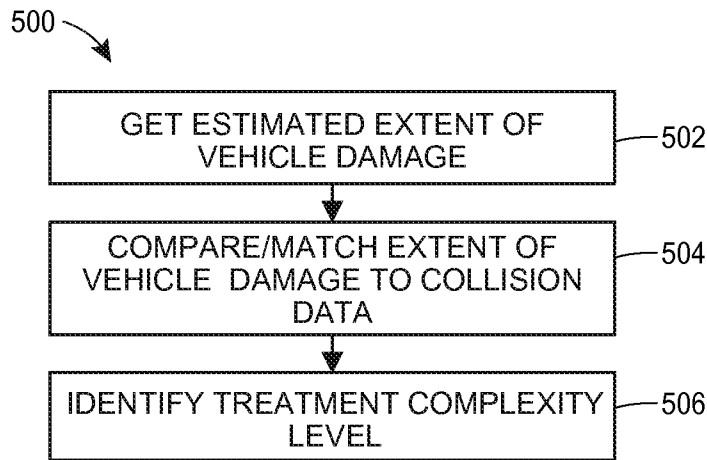 500
GET ESTIMATED EXTENT OF
VEHICLE DAMAGE
502
COMPARE/MATCH EXTENT OF
VEHICLE DAMAGE TO COLLISION
DATA
504
IDENTIFY TREATMENT COMPLEXITY
LEVEL
506